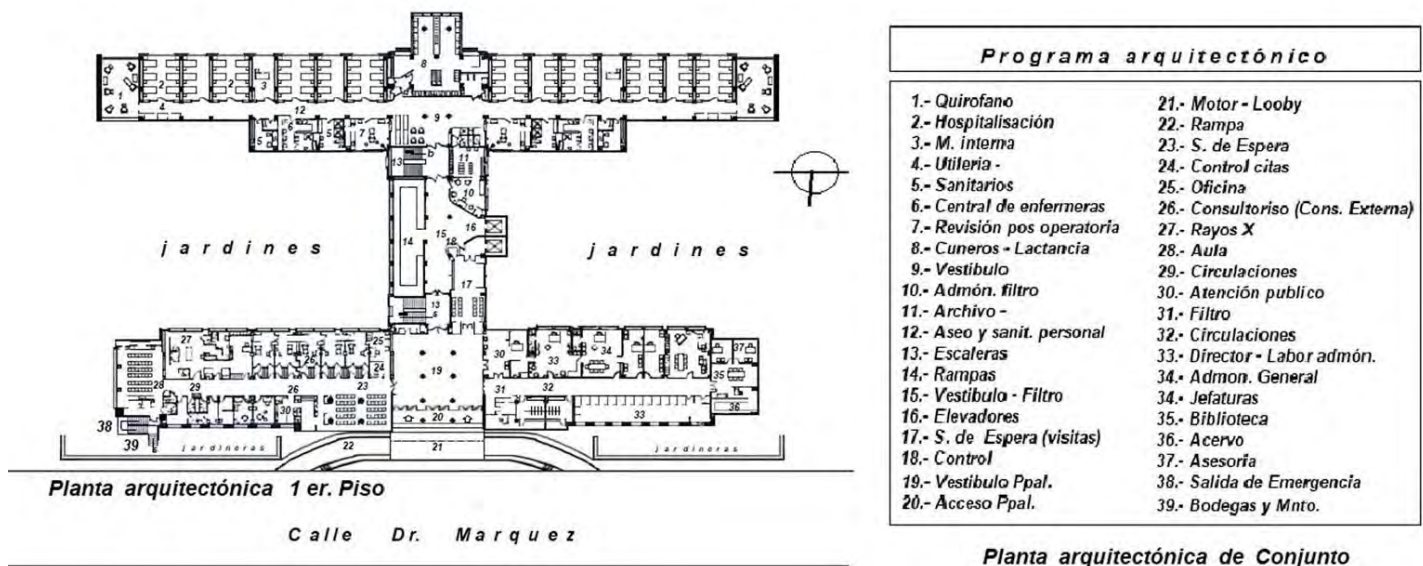 jardines
jardines
jardineras
jardineras
Planta arquitectónica 1 er. Piso
Calle Dr. Marquez
Programa arquitectónico
1.- Quirofano
2.- Hospitalisación
3.- M. interna
4.- Utileria -
5.- Sanitarios
6.- Central de enfermeras
7.- Revisión pos operatoria
8.- Cuneros - Lactancia
9.- Vestibulo
10.- Admón. filtro
11.- Archivo -
12.- Aseo y sanit. personal
13.- Escaleras
14.- Rampas
15.- Vestibulo - Filtro
16.- Elevadores
17.- S. de Espera (visitas)
18.- Control
19.- Vestibulo Ppal.
20.- Acceso Ppal.
21.- Motor - Looby
22.- Rampa
23.- S. de Espera
24.- Control citas
25.- Oficina
26.- Consultoriso (Cons. Externa)
27.- Rayos X
28.- Aula
29.- Circulaciones
30.- Atención publico
31.- Filtro
32.- Circulaciones
33.- Director - Labor admón.
34.- Admon. General
34.- Jefaturas
35.- Biblioteca
36.- Acervo
37.- Asesoria
38.- Salida de Emergencia
39.- Bodegas y Mnto.
Planta arquitectónica de Conjunto